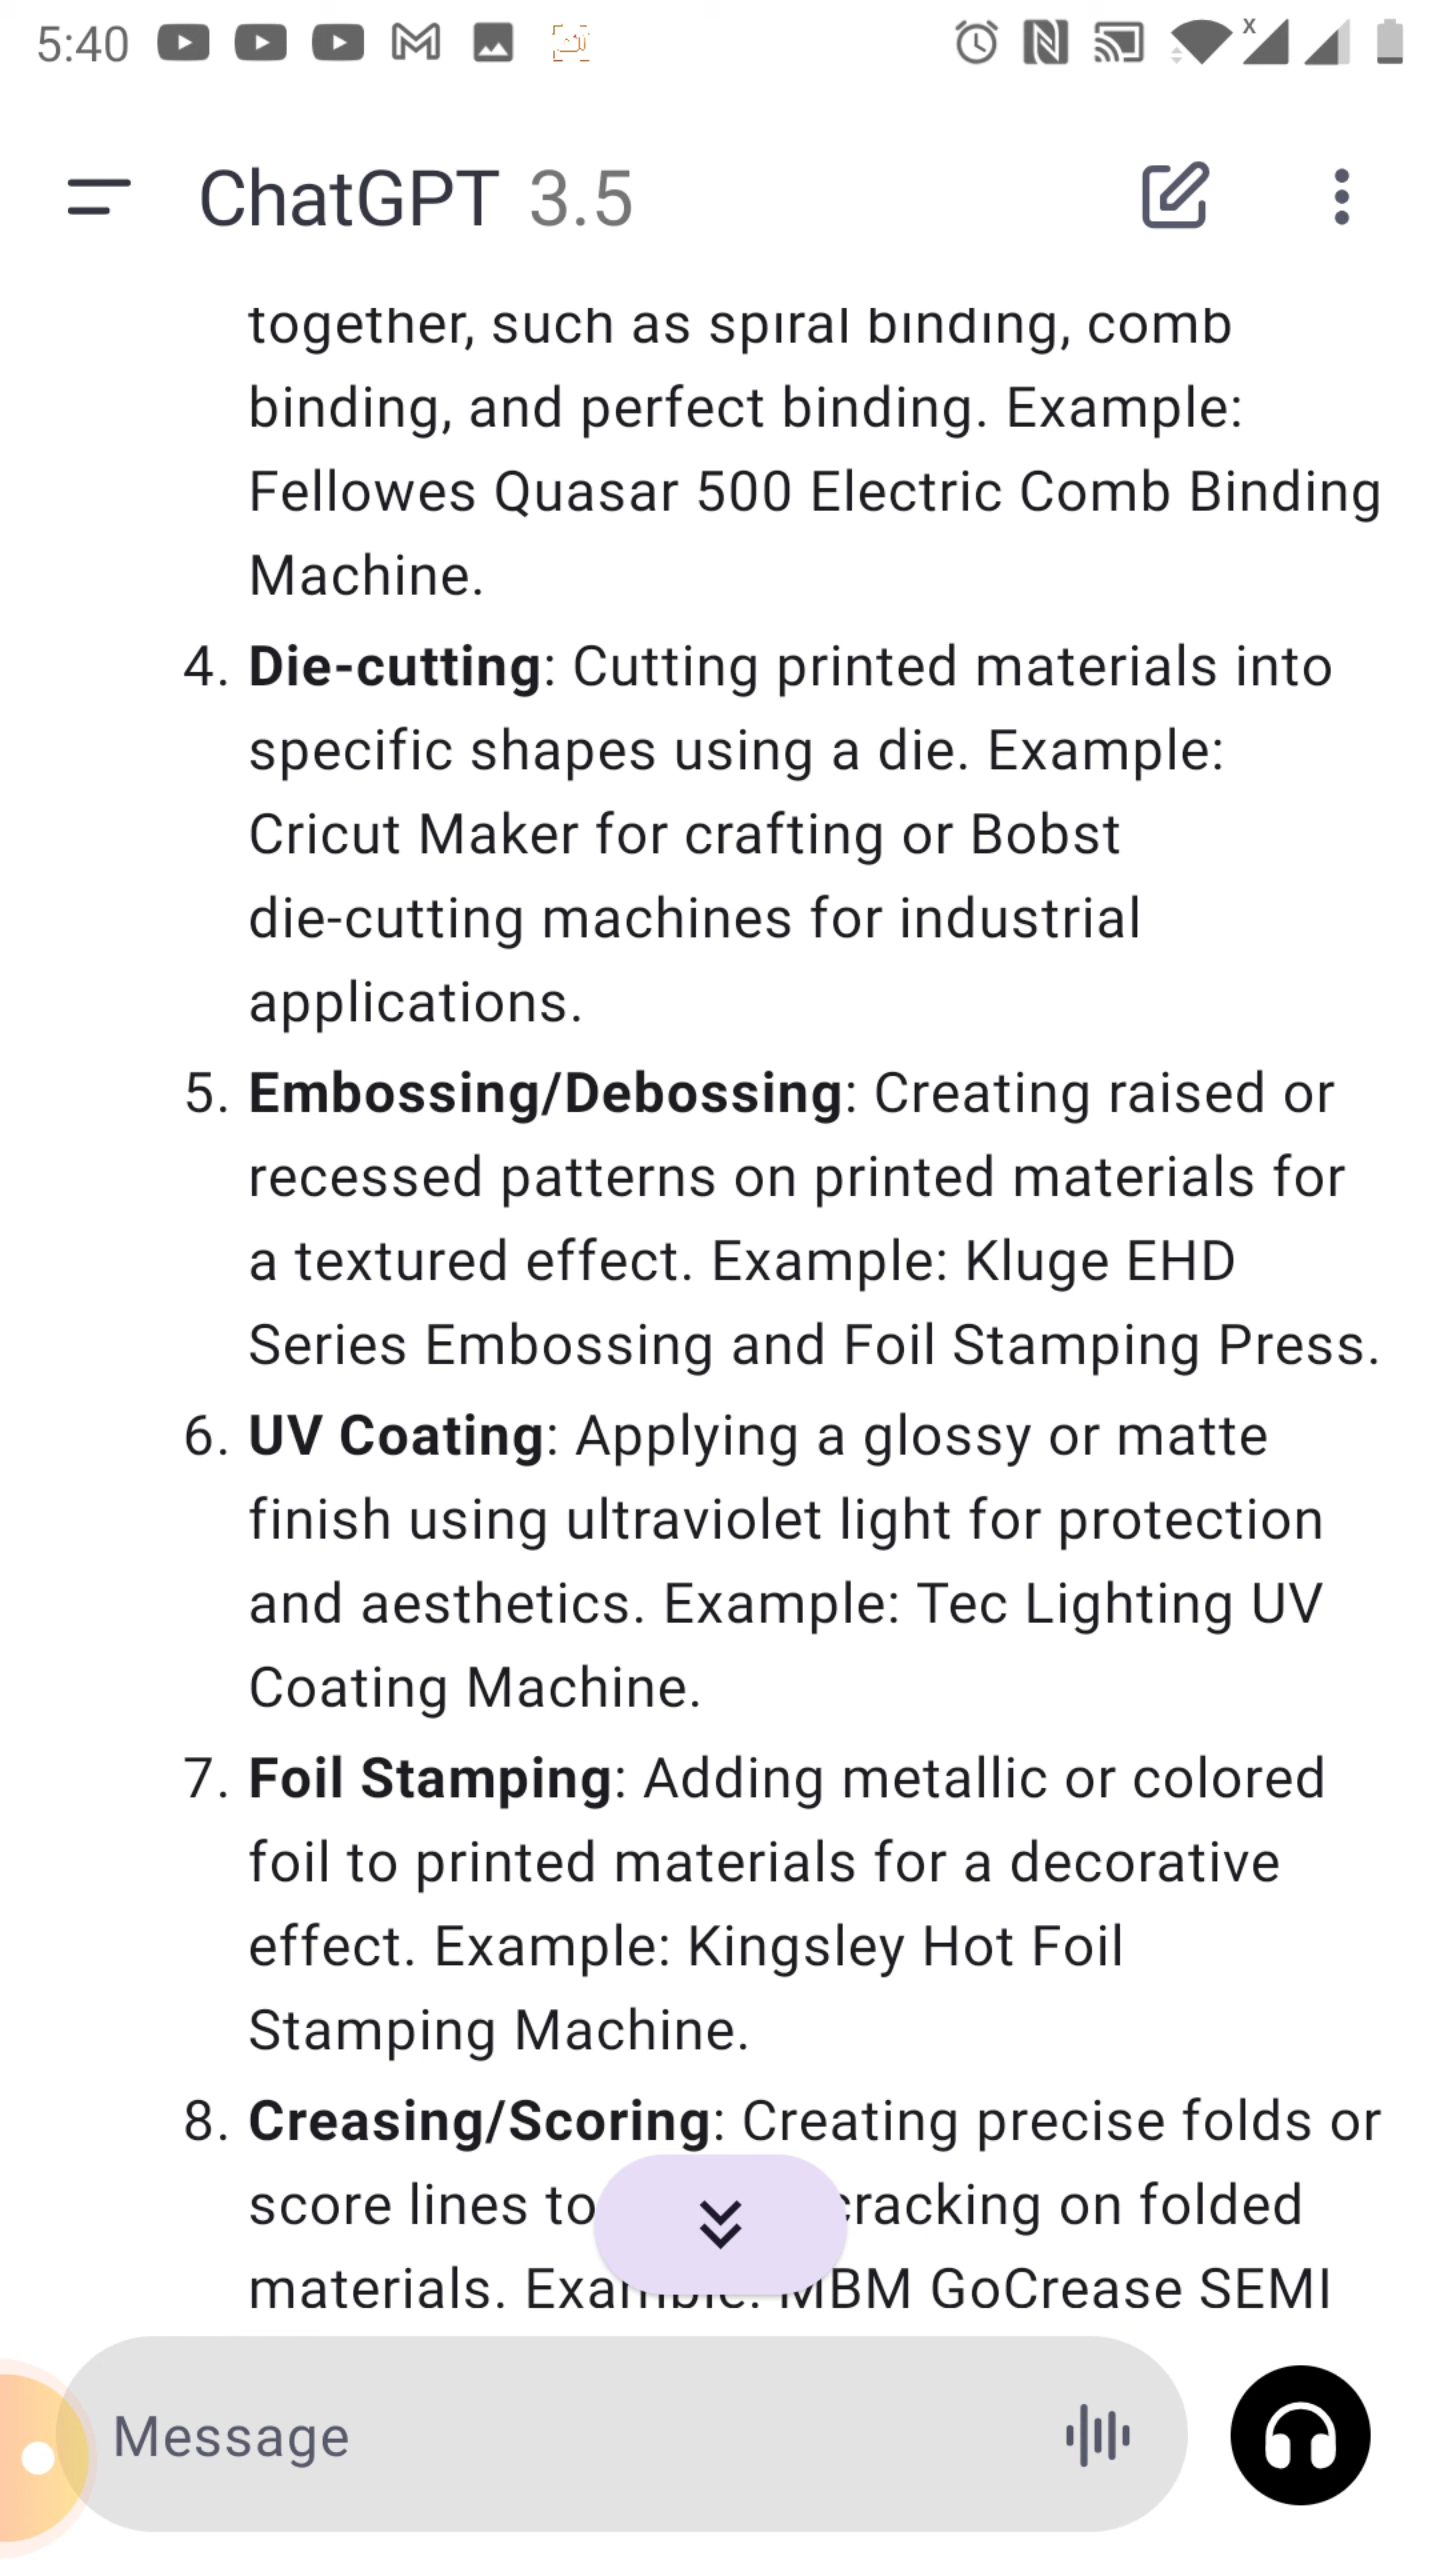 5:40
x
ChatGPT 3.5
together, such as spiral binding, comb
binding, and perfect binding. Example:
Fellowes Quasar 500 Electric Comb Binding
Machine.
4. Die-cutting: Cutting printed materials into
specific shapes using a die. Example:
Cricut Maker for crafting or Bobst
die-cutting machines for industrial
applications.
5. Embossing/Debossing: Creating raised or
recessed patterns on printed materials for
a textured effect. Example: Kluge EHD
Series Embossing and Foil Stamping Press.
6. UV Coating: Applying a glossy or matte
finish using ultraviolet light for protection
and aesthetics. Example: Tec Lighting UV
Coating Machine.
7. Foil Stamping: Adding metallic or colored
foil to printed materials for a decorative
effect. Example: Kingsley Hot Foil
Stamping Machine.
8. Creasing/Scoring: Creating precise folds or
score lines to cracking on folded
materials. Example: MBM GoCrease SEMI
Message